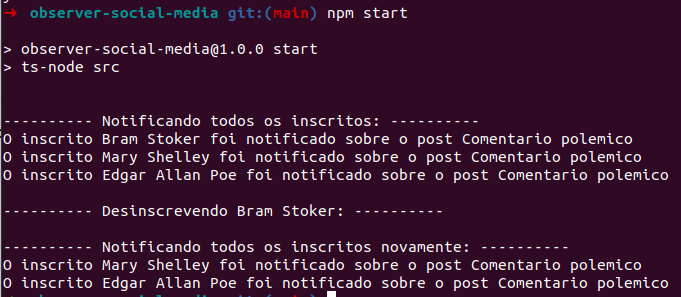 ➜ observer-social-media git:(main) npm start
> observer-social-media@1.0.0 start
> ts-node src
---------- Notificando todos os inscritos: ----------
O inscrito Bram Stoker foi notificado sobre o post Comentario polemico
O inscrito Mary Shelley foi notificado sobre o post Comentario polemico
O inscrito Edgar Allan Poe foi notificado sobre o post Comentario polemico
---------- Desinscrevendo Bram Stoker: ----------
---------- Notificando todos os inscritos novamente: ----------
O inscrito Mary Shelley foi notificado sobre o post Comentario polemico
O inscrito Edgar Allan Poe foi notificado sobre o post Comentario polemico